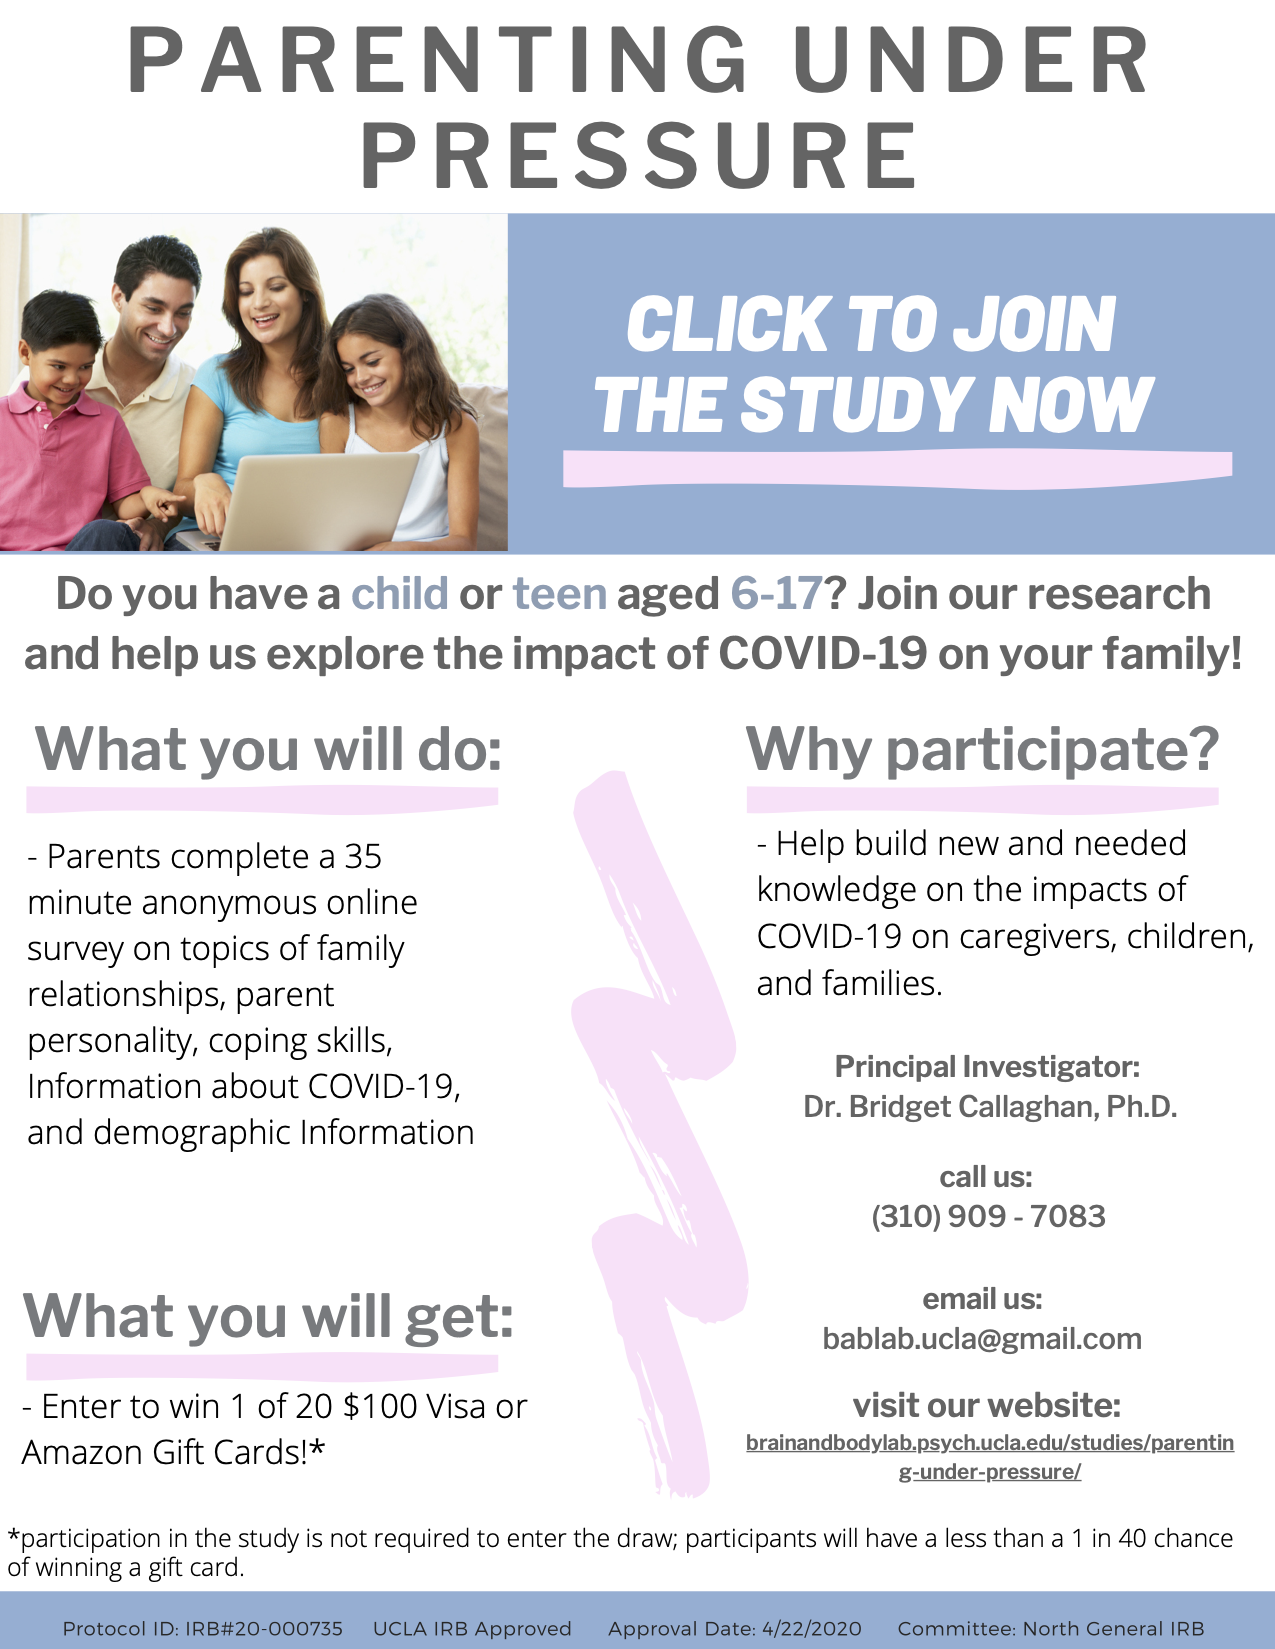 PARENTING UNDER
PRESSURE
CLICK TO JOIN
THE STUDY NOW
Do you have a child or teen aged 6-17? Join our research
and help us explore the impact of COVID-19 on your family!
What you will do:
- Parents complete a 35
minute anonymous online
survey on topics of family
relationships, parent
personality, coping skills,
Information about COVID-19,
and demographic Information
What you will get:
- Enter to win 1 of 20 $100 Visa or
Amazon Gift Cards!*
Why participate?
- Help build new and needed
knowledge on the impacts of
COVID-19 on caregivers, children,
and families.
Principal Investigator:
Dr. Bridget Callaghan, Ph.D.
call us:
(310) 909 - 7083
email us:
bablab.ucla@gmail.com
visit our website:
brainandbodylab.psych.ucla.edu/studies/parentin
g-under-pressure/
*participation in the study is not required to enter the draw; participants will have a less than a 1 in 40 chance
of winning a gift card.
Protocol ID: IRB#20-000735 UCLA IRB Approved Approval Date: 4/22/2020 Committee: North General IRB